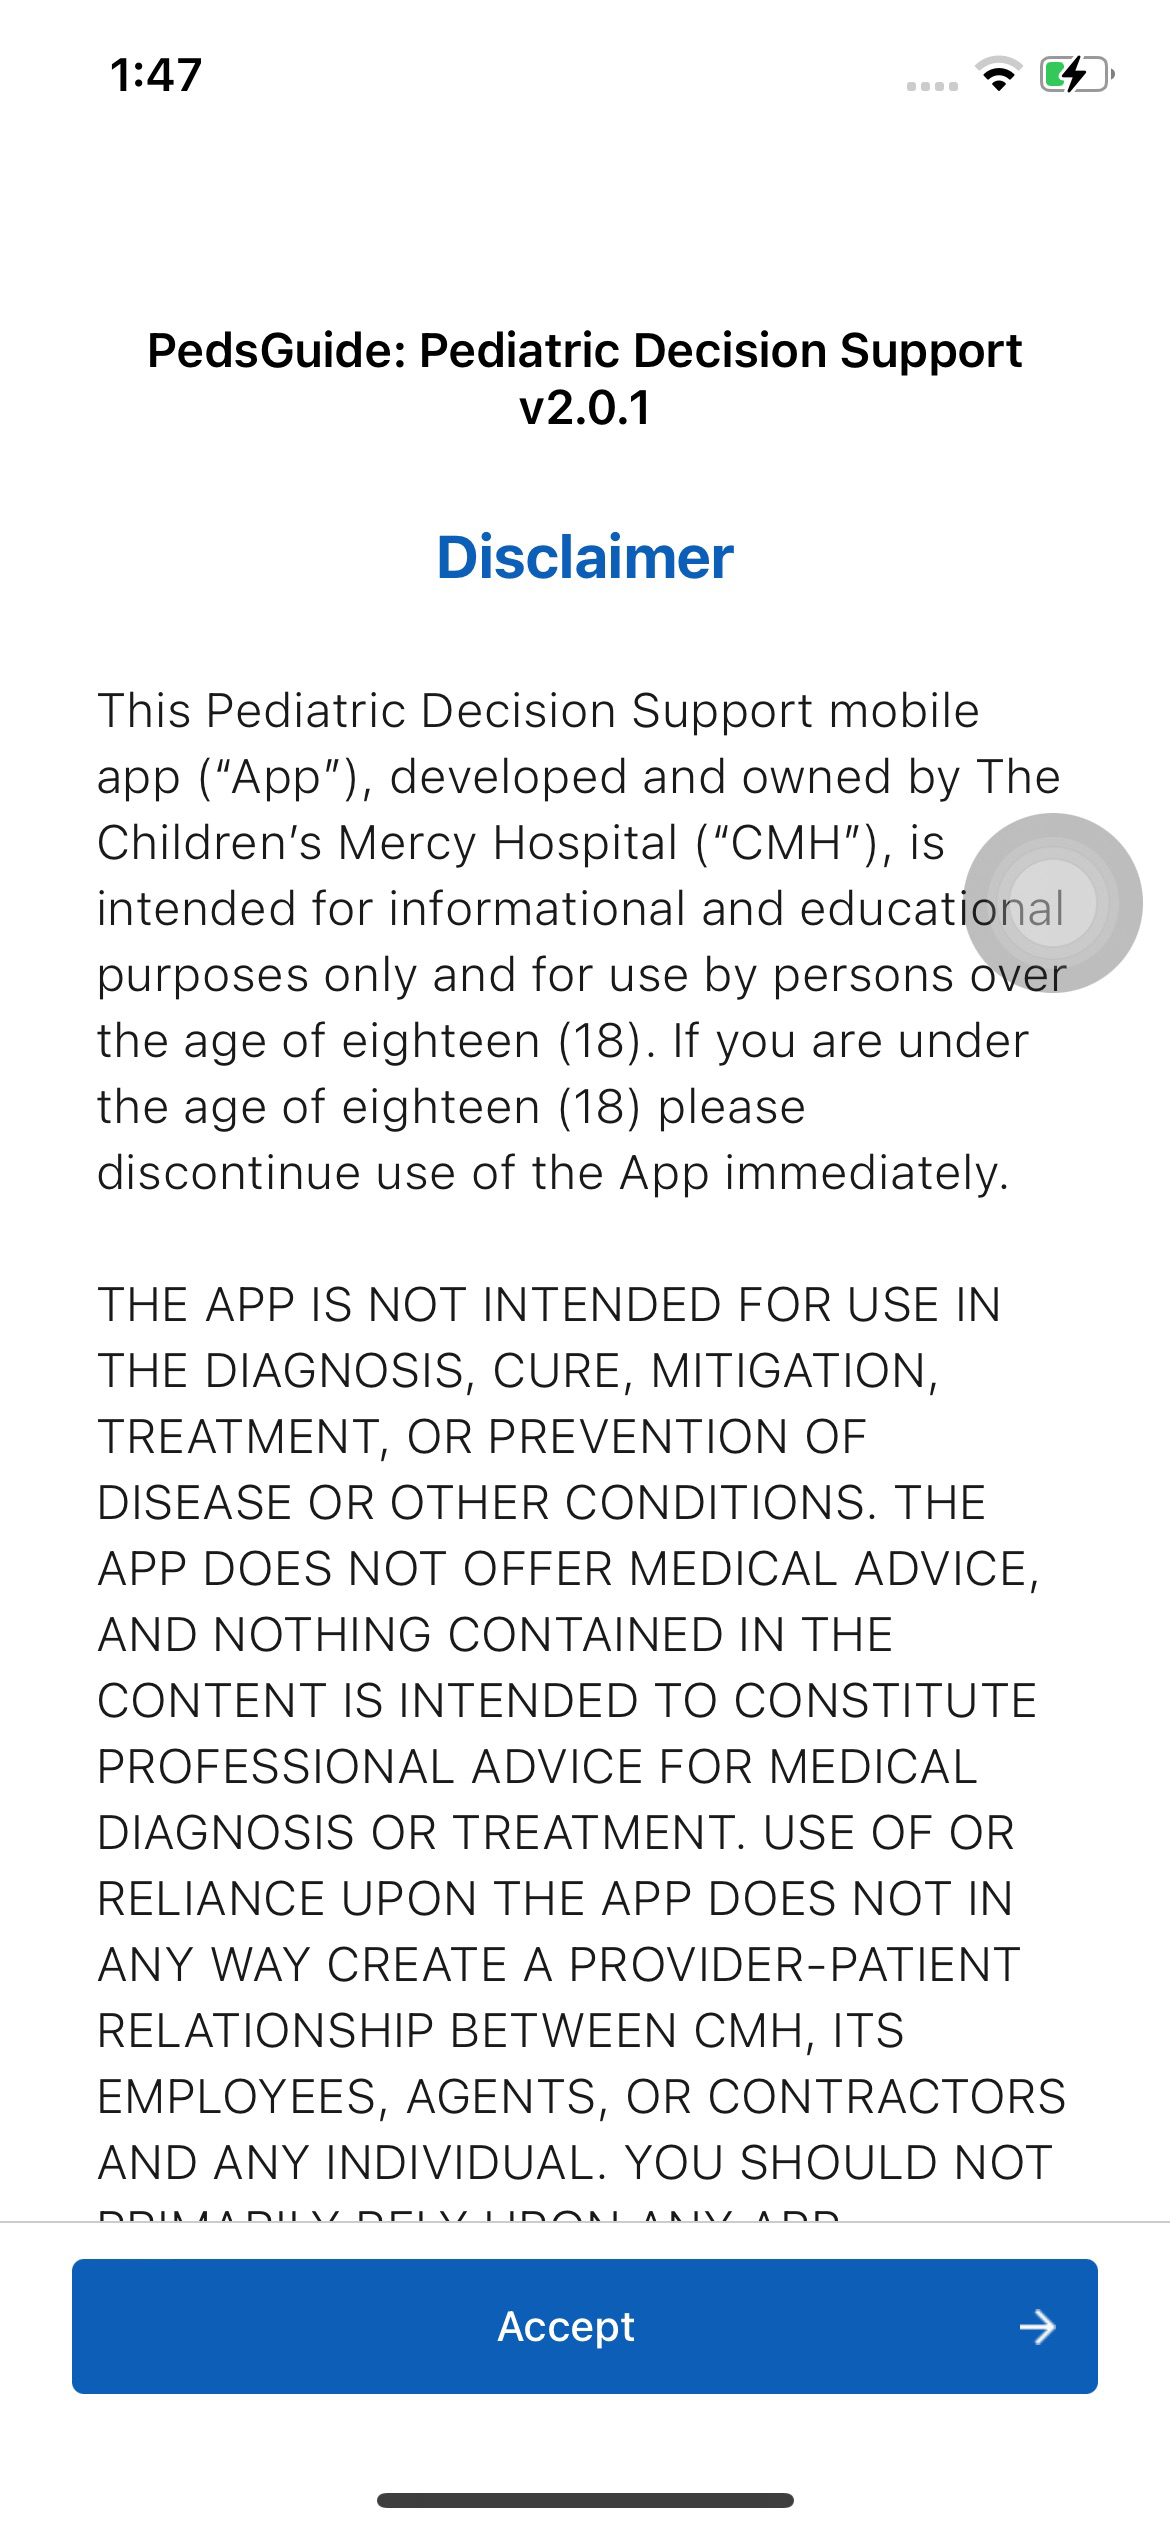 1:47
PedsGuide: Pediatric Decision Support
v2.0.1
Disclaimer
This Pediatric Decision Support mobile
app (“App”), developed and owned by The
Children’s Mercy Hospital (“CMH”), is
intended for informational and educational
purposes only and for use by persons over
the age of eighteen (18). If you are under
the age of eighteen (18) please
discontinue use of the App immediately.
THE APP IS NOT INTENDED FOR USE IN
THE DIAGNOSIS, CURE, MITIGATION,
TREATMENT, OR PREVENTION OF
DISEASE OR OTHER CONDITIONS. THE
APP DOES NOT OFFER MEDICAL ADVICE,
AND NOTHING CONTAINED IN THE
CONTENT IS INTENDED TO CONSTITUTE
PROFESSIONAL ADVICE FOR MEDICAL
DIAGNOSIS OR TREATMENT. USE OF OR
RELIANCE UPON THE APP DOES NOT IN
ANY WAY CREATE A PROVIDER-PATIENT
RELATIONSHIP BETWEEN CMH, ITS
EMPLOYEES, AGENTS, OR CONTRACTORS
AND ANY INDIVIDUAL. YOU SHOULD NOT
PRIMARILY RELY UPON ANY APP
Accept